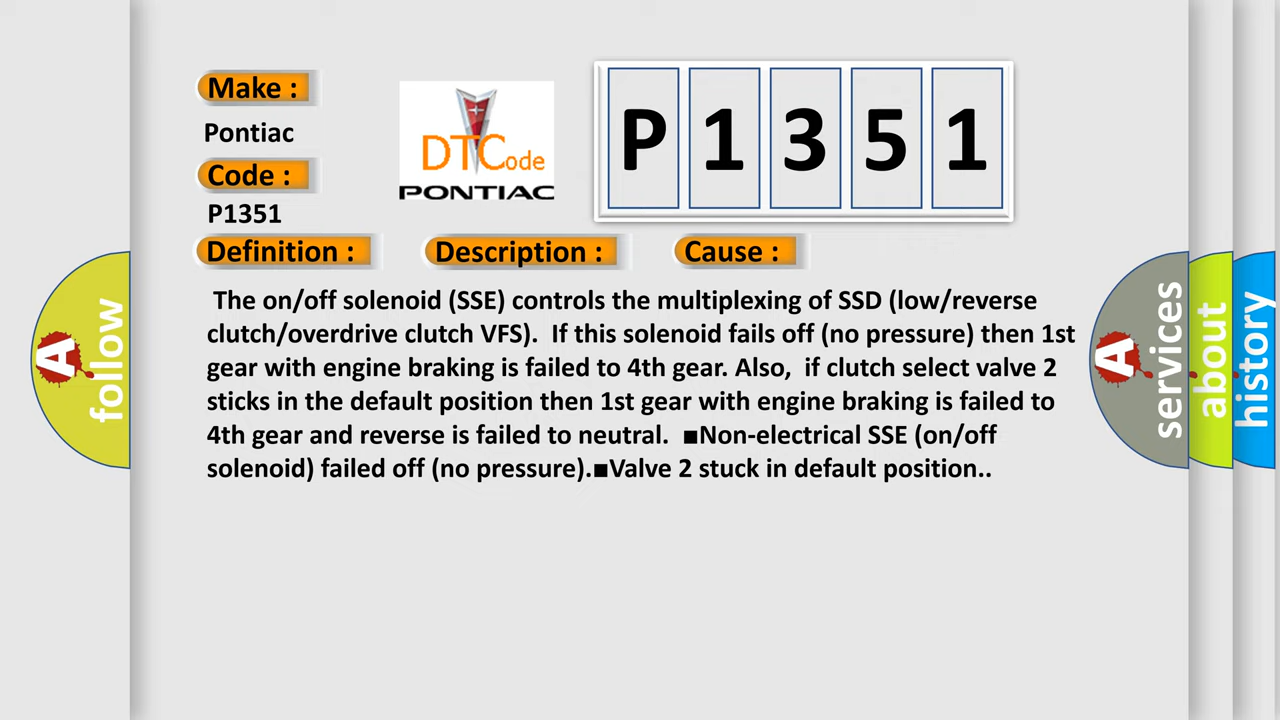 Make :
Pontiac
Code :
P1351
DTCode
PONTIAC
P 1 3 5 1
Definition : Description : Cause :
The on/off solenoid (SSE) controls the multiplexing of SSD (low/reverse
clutch/overdrive clutch VFS). If this solenoid fails off (no pressure) then 1st
gear with engine braking is failed to 4th gear. Also, if clutch select valve 2
sticks in the default position then 1st gear with engine braking is failed to
4th gear and reverse is failed to neutral. ■Non-electrical SSE (on/off
solenoid) failed off (no pressure).■Valve 2 stuck in default position..
A follow
A services
about
history